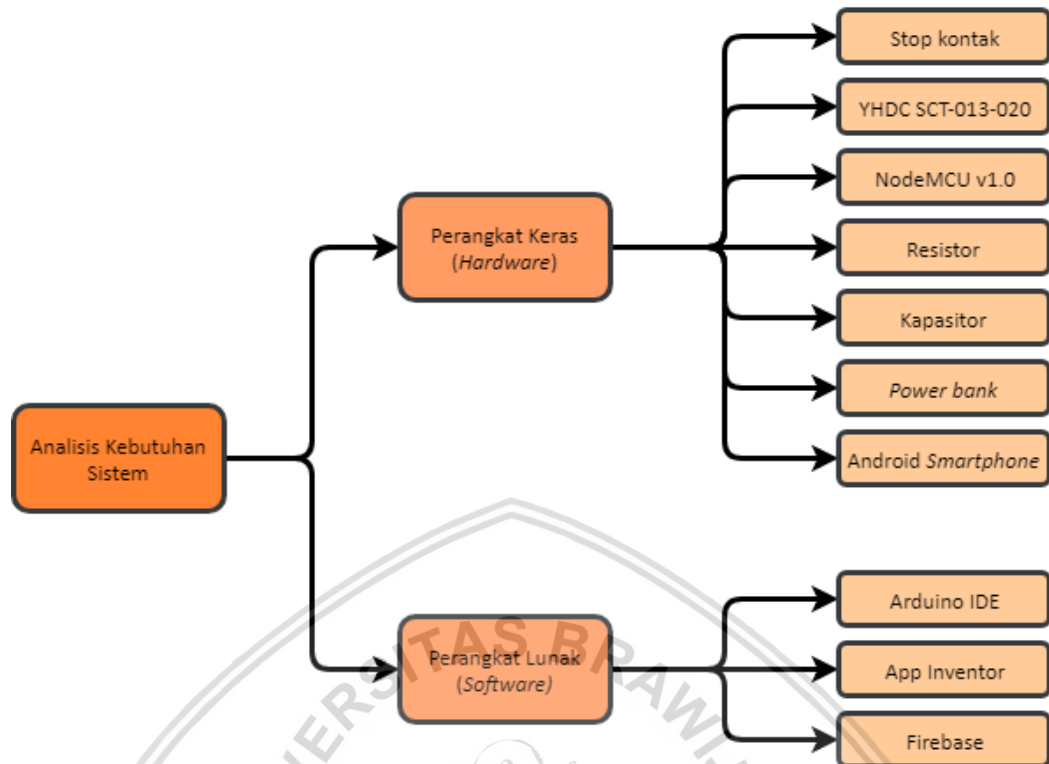 Analisis Kebutuhan
Sistem
Perangkat Keras
(Hardware)
Stop kontak
YHDC SCT-013-020
NodeMCU v1.0
Resistor
Kapasitor
Power bank
Android Smartphone
Perangkat Lunak
(Software)
Arduino IDE
App Inventor
Firebase